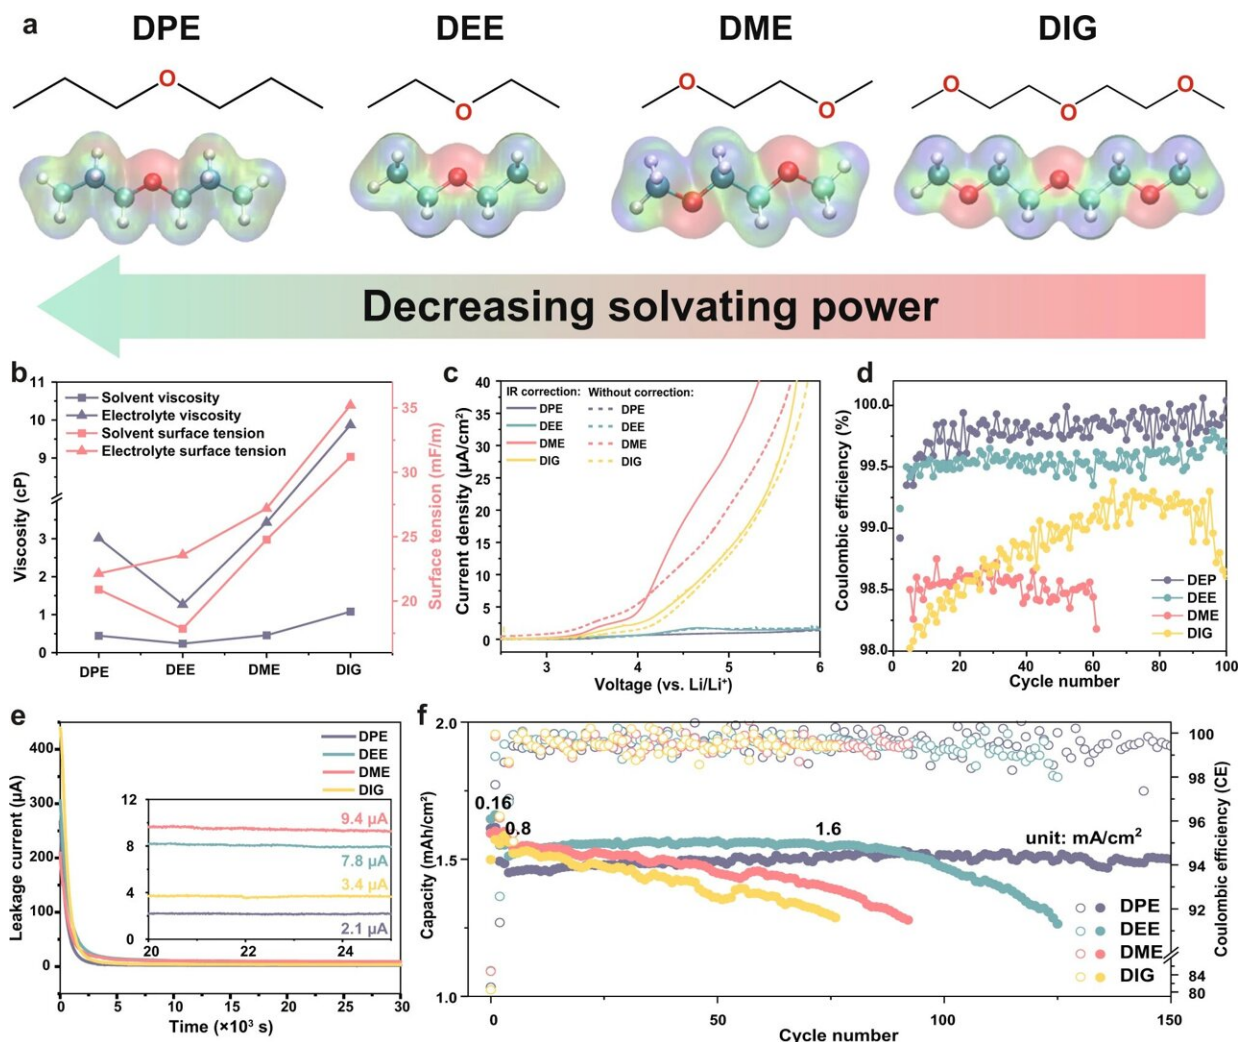 a
DPE
DEE
DME
DIG
O
O
O
O
O
O
O
Decreasing solvating power
b
11
10
9
3
2
1
0
Viscosity (cP)
Solvent viscosity
Electrolyte viscosity
Solvent surface tension
Electrolyte surface tension
35
30
25
20
Surface tension (mF/m)
DPE
DEE
DME
DIG
c
40
35
30
25
20
15
10
5
0
Current density (μA/cm²)
IR correction:
Without correction:
DPE
DPE
DEE
DEE
DME
DME
DIG
DIG
3
4
5
6
Voltage (vs. Li/Li⁺)
d
100.0
99.5
99.0
98.5
98.0
Coulombic efficiency (%)
DEP
DEE
DME
DIG
0
20
40
60
80
100
Cycle number
e
400
300
250
200
150
100
50
0
Leakage current (μA)
DPE
DEE
DME
DIG
12
8
4
0
9.4 μA
7.8 μA
3.4 μA
2.1 μA
20
22
24
0
5
10
15
20
25
30
Time (×10³ s)
f
2.0
1.5
1.0
Capacity (mAh/cm²)
0.16
0.8
1.6
unit: mA/cm²
DPE
DEE
DME
DIG
100
98
96
94
92
84
80
Coulombic efficiency (CE)
0
50
100
150
Cycle number